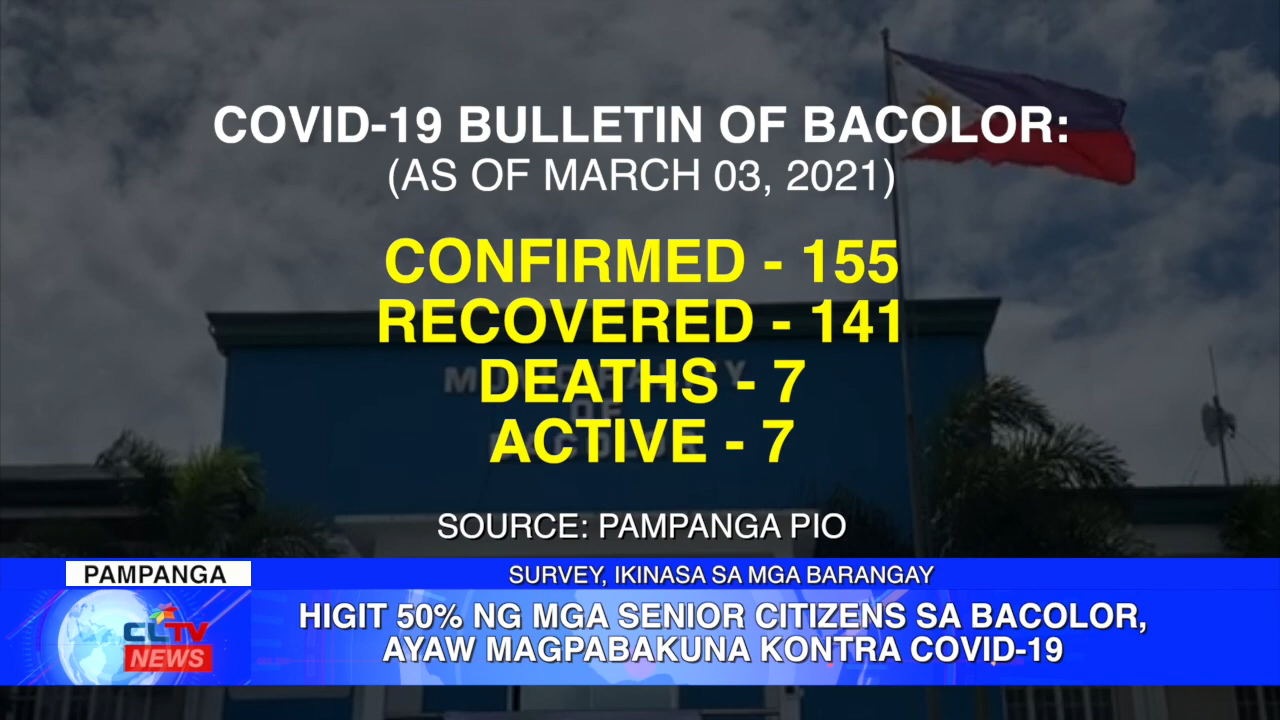 COVID-19 BULLETIN OF BACOLOR:
(AS OF MARCH 03, 2021)
CONFIRMED - 155
RECOVERED - 141
DEATHS - 7
ACTIVE - 7
SOURCE: PAMPANGA PIO
PAMPANGA
SURVEY, IKINASA SA MGA BARANGAY
HIGIT 50% NG MGA SENIOR CITIZENS SA BACOLOR,
AYAW MAGPABAKUNA KONTRA COVID-19
CLTV
NEWS